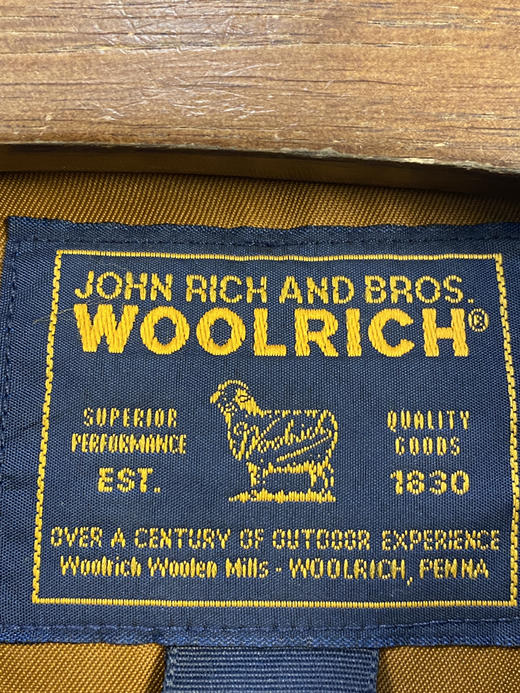 JOHN RICH AND BROS.
WOOLRICH®
SUPERIOR
PERFORMANCE
EST.
Woolrich
QUALITY
GOODS
1830
OVER A CENTURY OF OUTDOOR EXPERIENCE
Woolrich Woolen Mills - WOOLRICH, PENNA